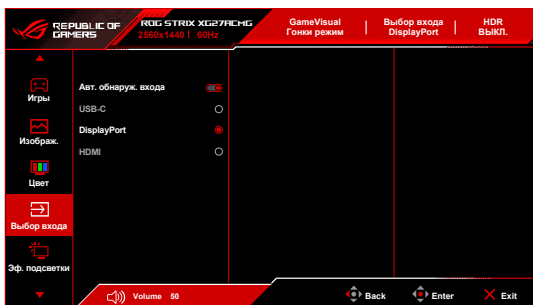 REPUBLIC OF
GAMERS
ROG STRIX XG27ACMG
2560x1440 | 60Hz
GameVisual
Гонки режим
Выбор входа
DisplayPort
HDR
ВЫКЛ.
Игры
Изображ.
Цвет
Выбор входа
Эф. подсветки
Авт. обнаруж. входа
USB-C
DisplayPort
HDMI
Volume 50
Back
Enter
Exit